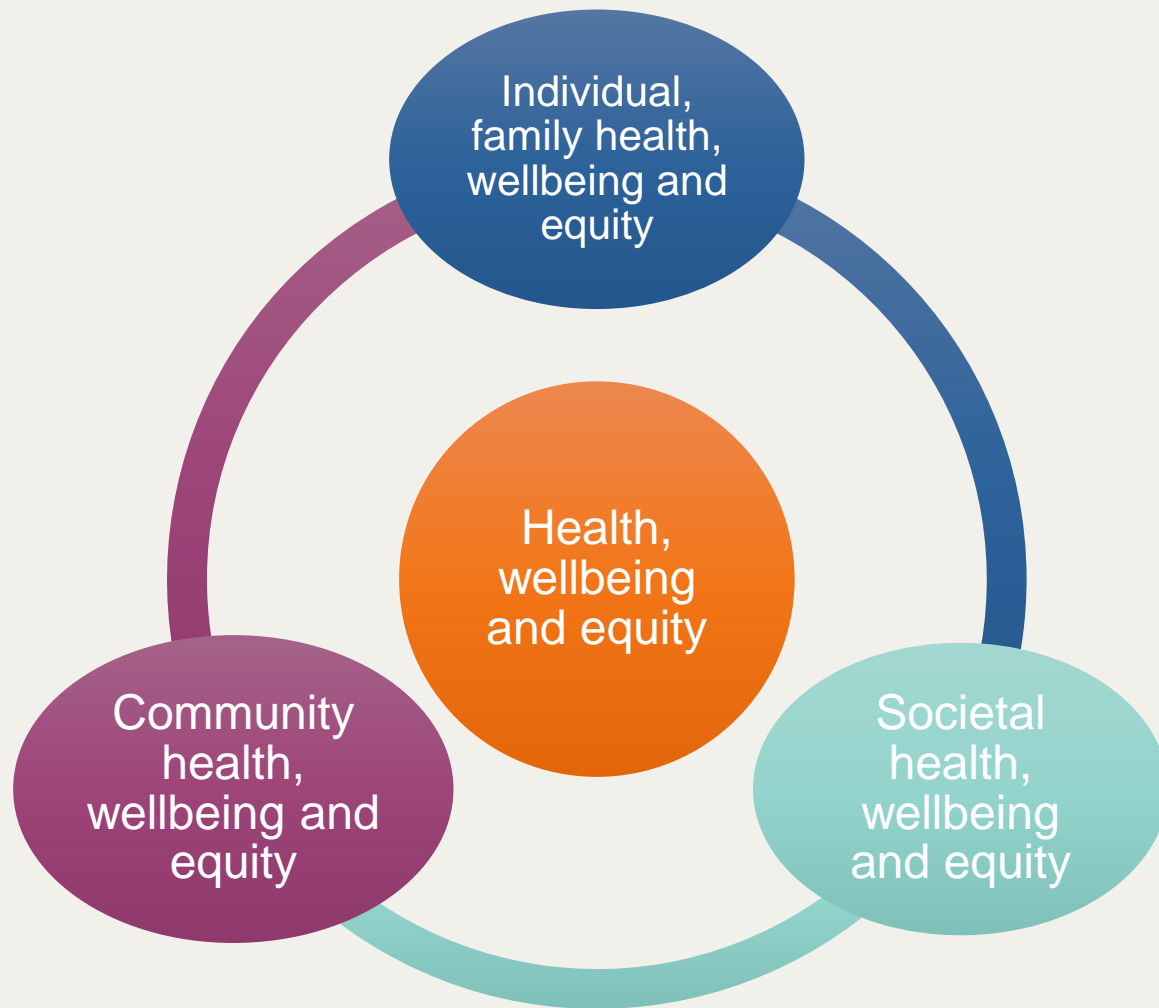 Individual,
family health,
wellbeing and
equity
Health,
wellbeing
and equity
Community
health,
wellbeing and
equity
Societal
health,
wellbeing
and equity